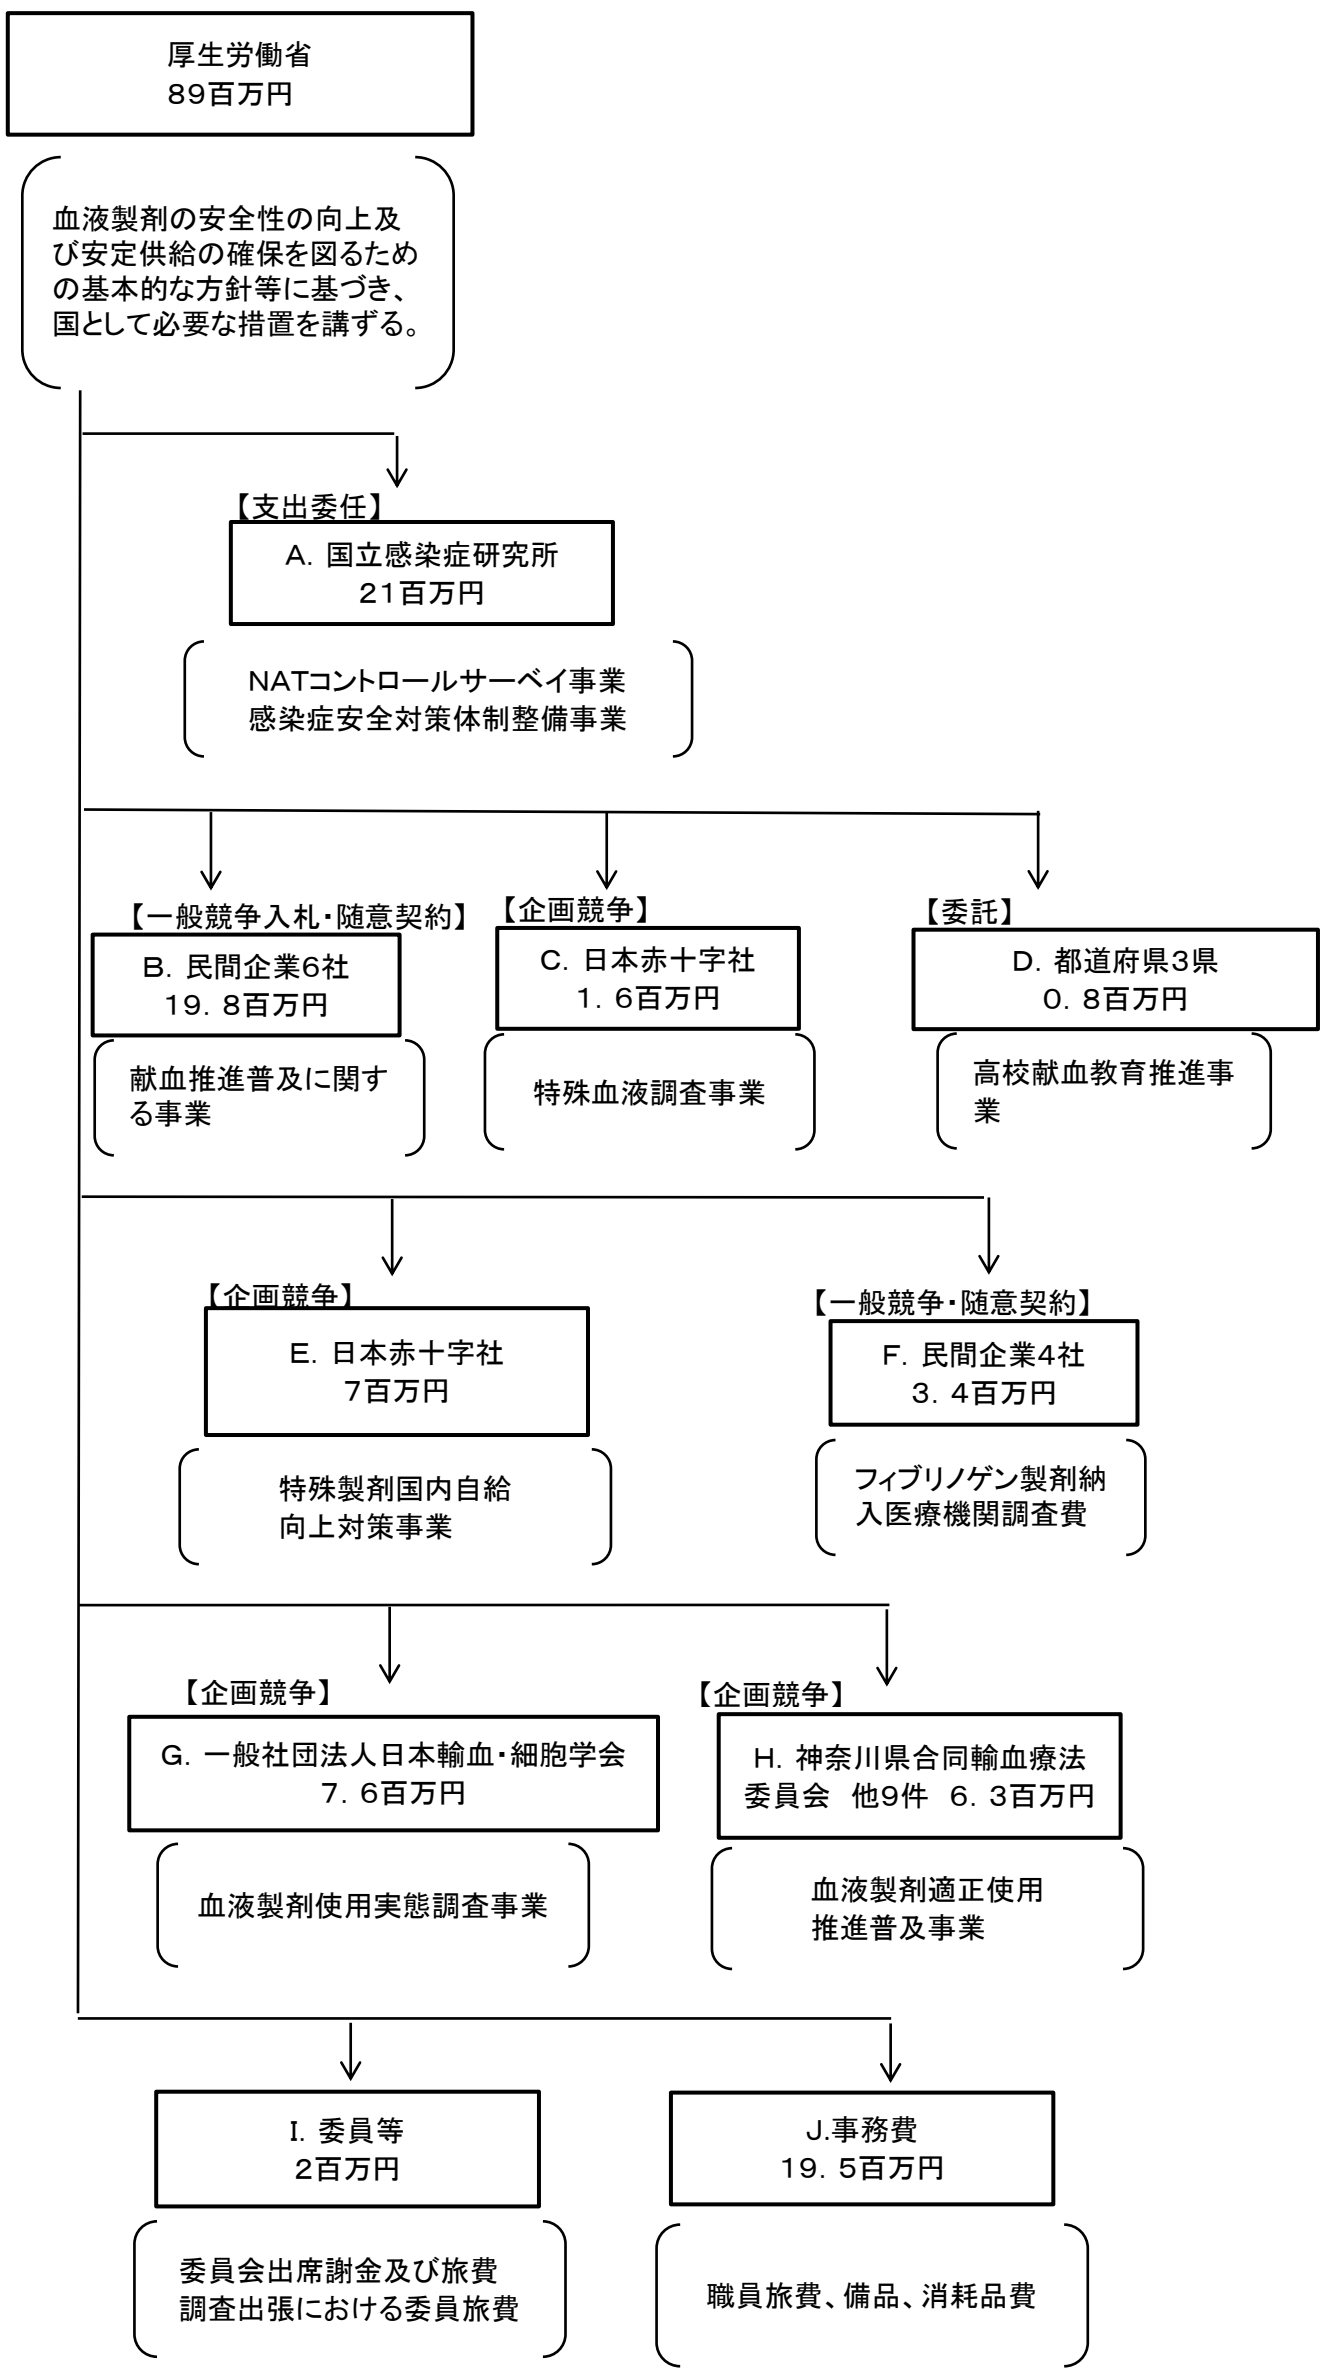 厚生労働省
８９百万円
血液製剤の安全性の向上及
び安定供給の確保を図るため
の基本的な方針等に基づき、
国として必要な措置を講ずる。
【支出委任】
Ａ．国立感染症研究所
２１百万円
ＮＡＴコントロールサーベイ事業
感染症安全対策体制整備事業
【一般競争入札・随意契約】
【企画競争】
【委託】
Ｂ．民間企業６社
１９．８百万円
Ｃ．日本赤十字社
１．６百万円
Ｄ．都道府県３県
０．８百万円
献血推進普及に関す
る事業
特殊血液調査事業
高校献血教育推進事
業
【企画競争】
【一般競争・随意契約】
Ｅ．日本赤十字社
７百万円
Ｆ．民間企業４社
３．４百万円
特殊製剤国内自給
向上対策事業
フィブリノゲン製剤納
入医療機関調査費
【企画競争】
【企画競争】
Ｇ．一般社団法人日本輸血・細胞学会
７．６百万円
Ｈ．神奈川県合同輸血療法
委員会　他９件　６．３百万円
血液製剤使用実態調査事業
血液製剤適正使用
推進普及事業
Ｉ．委員等
２百万円
Ｊ.事務費
１９．５百万円
委員会出席謝金及び旅費
調査出張における委員旅費
職員旅費、備品、消耗品費